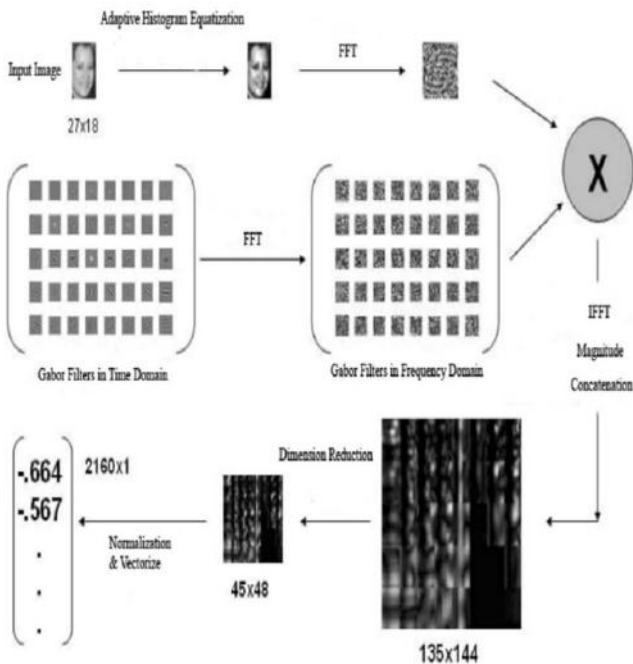 Adaptive Histogram Equatization
Input Image
FFT
27x18
X
FFT
Gabor Filters in Time Domain
Gabor Filters in Frequency Domain
IFFT
Magnitude
Concatenation
Dimension Reduction
-.664
-.567
.
.
.
2160x1
Normalization
& Vectorize
45x48
135x144